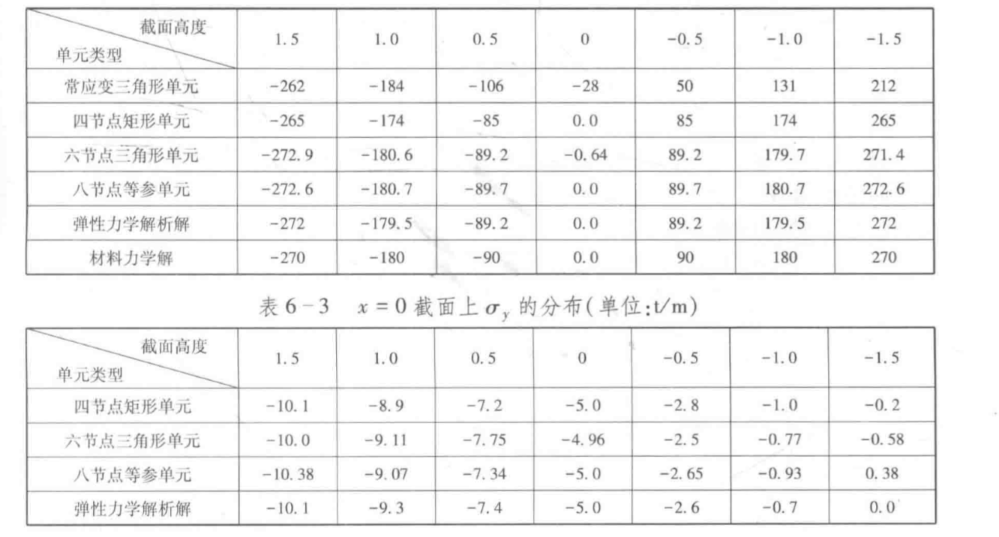 截面高度 1.5 1.0 0.5 0 -0.5 -1.0 -1.5
单元类型
常应变三角形单元 -262 -184 -106 -28 50 131 212
四节点矩形单元 -265 -174 -85 0.0 85 174 265
六节点三角形单元 -272.9 -180.6 -89.2 -0.64 89.2 179.7 271.4
八节点等参单元 -272.6 -180.7 -89.7 0.0 89.7 180.7 272.6
弹性力学解析解 -272 -179.5 -89.2 0.0 89.2 179.5 272
材料力学解 -270 -180 -90 0.0 90 180 270
表 6-3 x = 0 截面上 σy 的分布(单位:t/m)
截面高度 1.5 1.0 0.5 0 -0.5 -1.0 -1.5
单元类型
四节点矩形单元 -10.1 -8.9 -7.2 -5.0 -2.8 -1.0 -0.2
六节点三角形单元 -10.0 -9.11 -7.75 -4.96 -2.5 -0.77 -0.58
八节点等参单元 -10.38 -9.07 -7.34 -5.0 -2.65 -0.93 0.38
弹性力学解析解 -10.1 -9.3 -7.4 -5.0 -2.6 -0.7 0.0